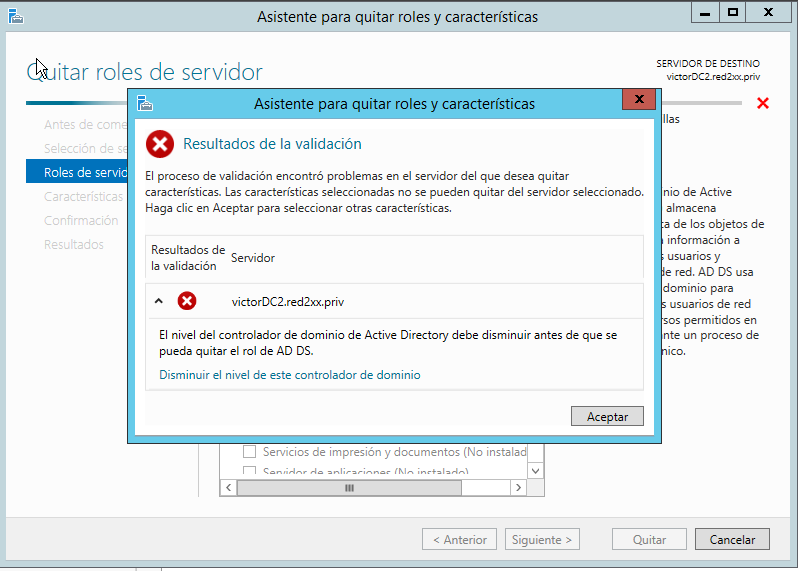 Asistente para quitar roles y características
Quitar roles de servidor
SERVIDOR DE DESTINO
victorDC2.red2xx.priv
Antes de come
Selección de se
Roles de servid
Características
Confirmación
Resultados
Asistente para quitar roles y características
Resultados de la validación
El proceso de validación encontró problemas en el servidor del que desea quitar
características. Las características seleccionadas no se pueden quitar del servidor seleccionado.
Haga clic en Aceptar para seleccionar otras características.
Resultados de
la validación
Servidor
victorDC2.red2xx.priv
El nivel del controlador de dominio de Active Directory debe disminuir antes de que se
pueda quitar el rol de AD DS.
Disminuir el nivel de este controlador de dominio
Aceptar
llas
nio de Active
almacena
ca de los objetos de
información a
s usuarios y
de red. AD DS usa
dominio para
s usuarios de red
rsos permitidos en
ante un proceso de
nico.
Servicios de impresión y documentos (No instalad
Servidor de aplicaciones (No instalado)
< Anterior
Siguiente >
Quitar
Cancelar